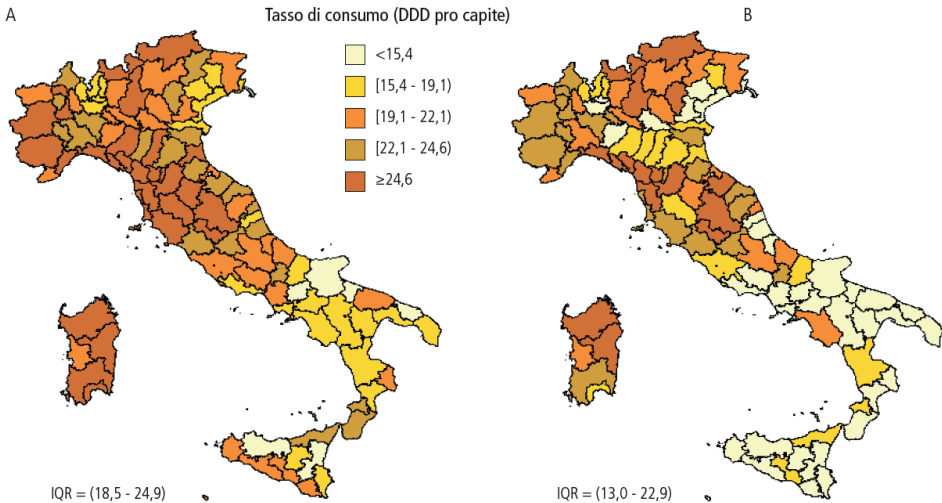 A
Tasso di consumo (DDD pro capite)
B
<15,4
[15,4 - 19,1)
[19,1 - 22,1)
[22,1 - 24,6)
≥24,6
IQR = (18,5 - 24,9)
IQR = (13,0 - 22,9)